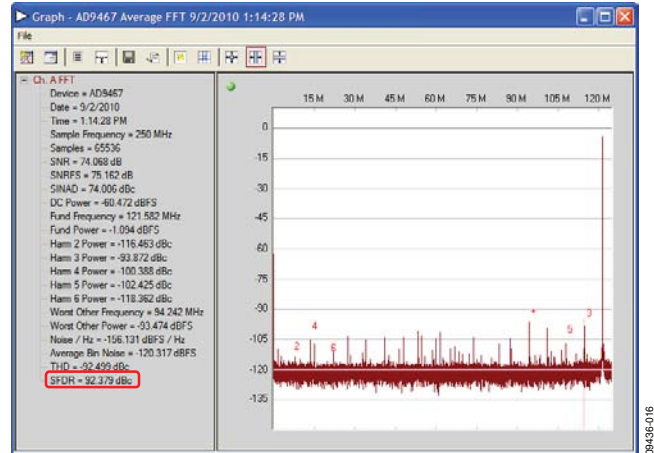 Graph - AD9467 Average FFT 9/2/2010 1:14:28 PM
File
Ch. A FFT
Device = AD9467
Date = 9/2/2010
Time = 1:14:28 PM
Sample Frequency = 250 MHz
Samples = 65536
SNR = 74.068 dB
SNRFS = 75.162 dB
SINAD = 74.006 dBc
DC Power = -60.472 dBFS
Fund Frequency = 121.582 MHz
Fund Power = -1.094 dBFS
Harm 2 Power = -116.463 dBc
Harm 3 Power = -93.872 dBc
Harm 4 Power = -100.388 dBc
Harm 5 Power = -102.425 dBc
Harm 6 Power = -118.362 dBc
Worst Other Frequency = 94.242 MHz
Worst Other Power = -93.474 dBFS
Noise / Hz = -156.131 dBFS / Hz
Average Bin Noise = -120.317 dBFS
THD = -92.499 dBc
SFDR = 92.379 dBc
15 M 30 M 45 M 60 M 75 M 90 M 105 M 120 M
0
-15
-30
-45
-60
-75
-90
-105
-120
-135
2
4
6
*
5
3
09436-016